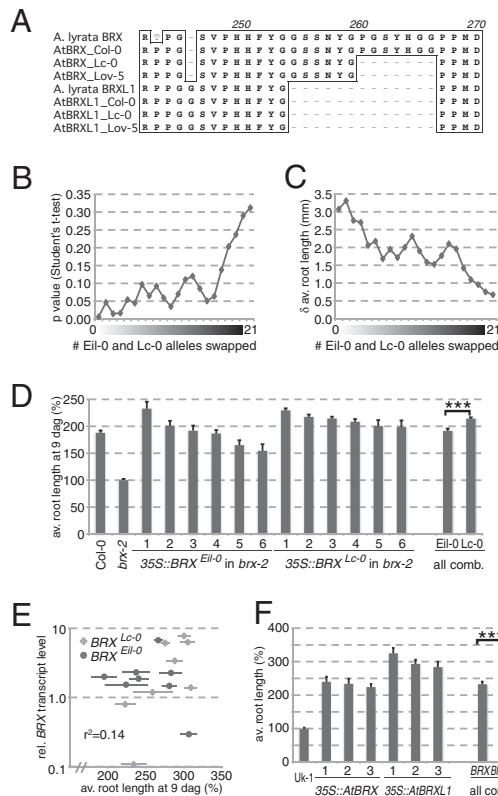 A
250 260 270
A. lyrata BRX R T P G - S V P H H F Y G G S S N Y G - P G S Y H G G P P M D
AtBRX_Col-0 R P P G - S V P H H F Y G G S S N Y G Q P G S Y H G G P P M D
AtBRX_Lc-0 R P P G - S V P H H F Y G G S S N Y G - - - - - - - P P M D
AtBRX_Lov-5 R P P G - S V P H H F Y G G S S N Y G - - - - - - - P P M D
A. lyrata BRXL1 R P P G G S V P H H F Y G - - - - - - - - - - - - - P P M D
AtBRXL1_Col-0 R P P G G S V P H H F Y G - - - - - - - - - - - - - P P M D
AtBRXL1_Lc-0 R P P G G S V P H H F Y G - - - - - - - - - - - - - P P M D
AtBRXL1_Lov-5 R P P G G S V P H H F Y G - - - - - - - - - - - - - P P M D
B
p value (Student's t-test)
0.35
0.30
0.25
0.20
0.15
0.10
0.05
0.00
0 21
# Eil-0 and Lc-0 alleles swapped
C
δ av. root length (mm)
3.5
3.0
2.5
2.0
1.5
1.0
0.5
0.0
0 21
# Eil-0 and Lc-0 alleles swapped
D
av. root length at 9 dag (%)
250
200
150
100
50
0
***
Col-0 brx-2 1 2 3 4 5 6 1 2 3 4 5 6 Eil-0 Lc-0
35S::BRX Eil-0 in brx-2 35S::BRX Lc-0 in brx-2 all comb.
E
rel. BRX transcript level
10
1.0
0.1
BRX Lc-0
BRX Eil-0
r²=0.14
150 200 250 300 350
av. root length at 9 dag (%)
F
av. root length (%)
400
300
200
100
0
***
Uk-1 1 2 3 1 2 3 BRX
35S::AtBRX 35S::AtBRXL1 all co